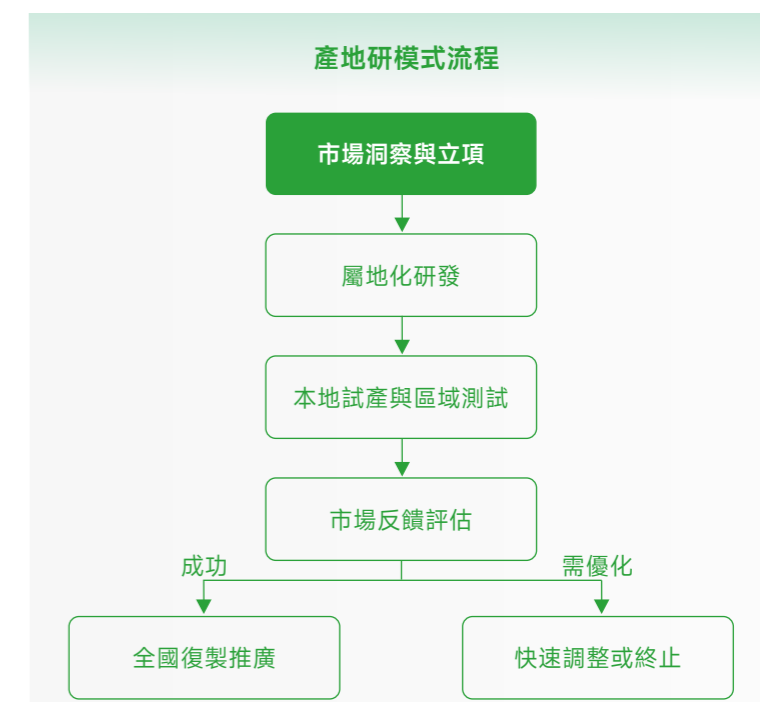 產地研模式流程
市場洞察與立項
屬地化研發
本地試產與區域測試
市場反饋評估
成功
需優化
全國復製推廣
快速調整或終止